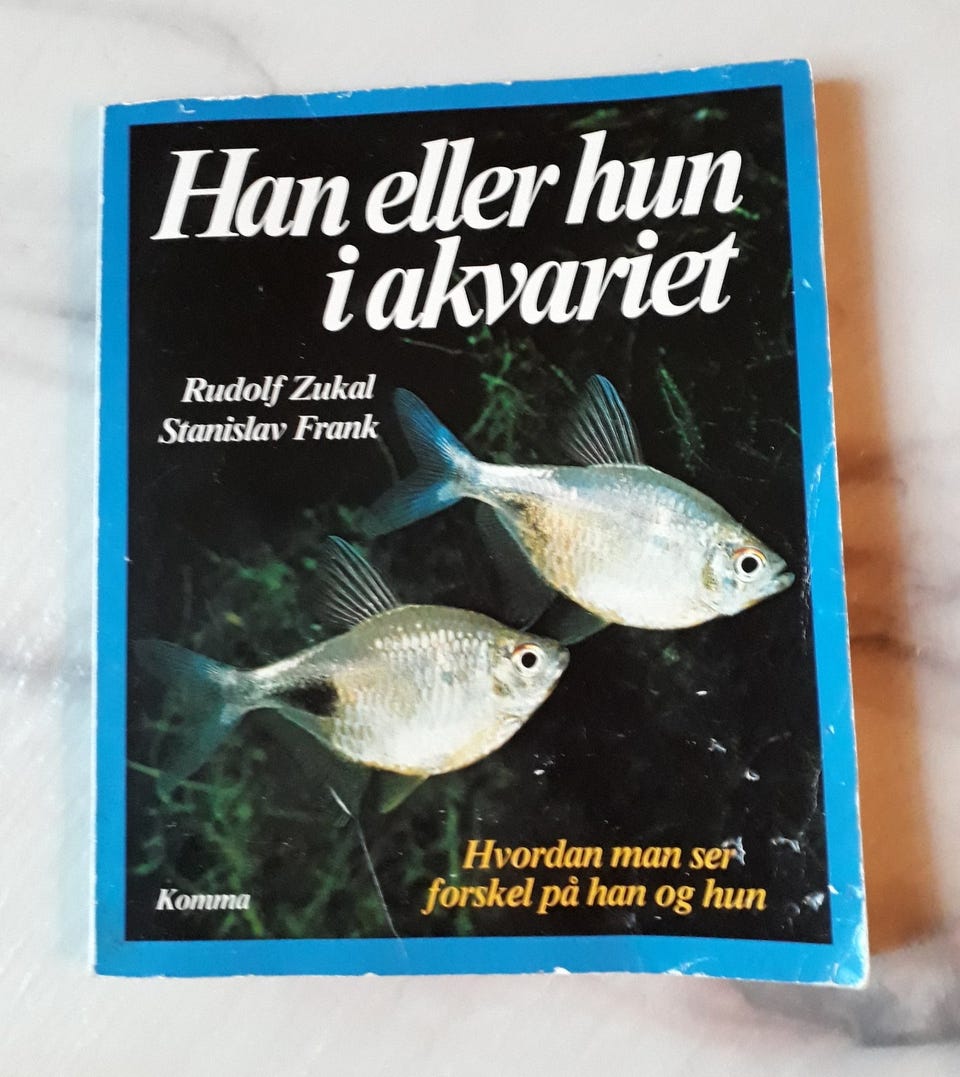 Han eller hun
i akvariet
Rudolf Zukal
Stanislav Frank
Hvordan man ser
forskel på han og hun
Komma